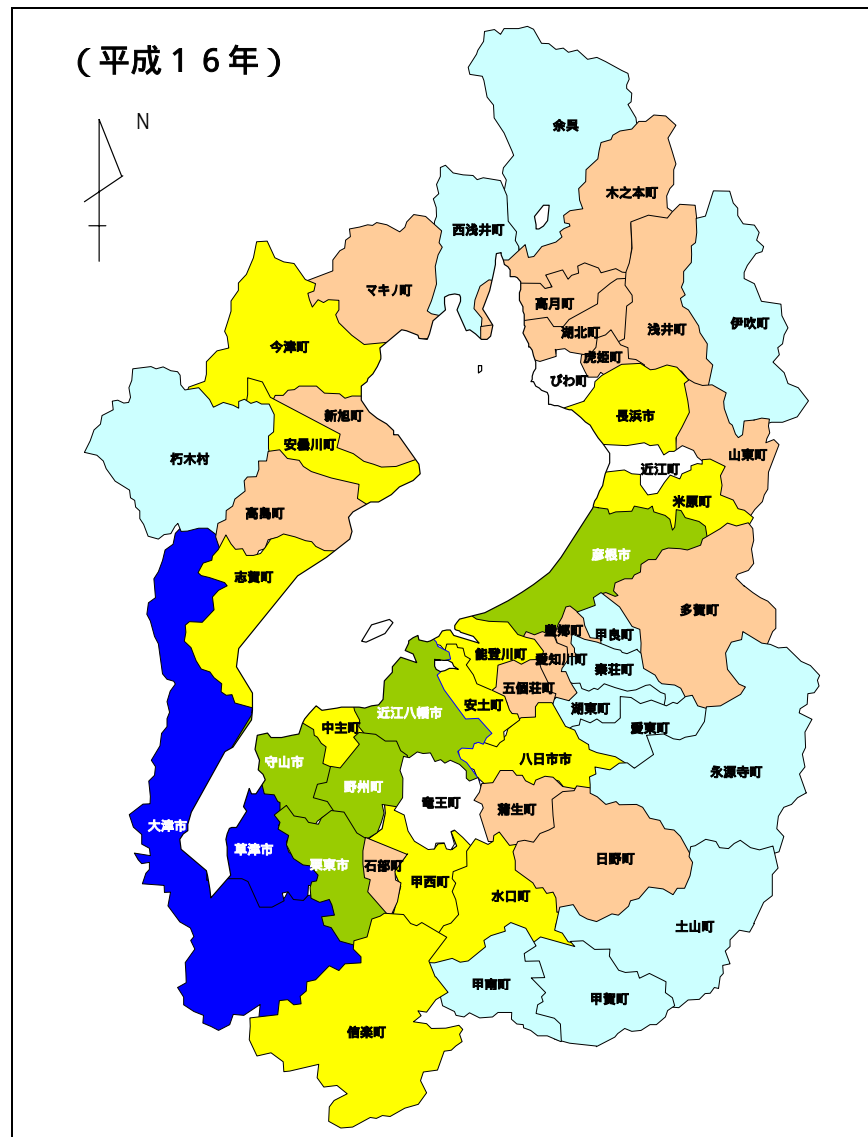 (平成１６年)
N
余呉
木之本町
西浅井町
マキノ町
高月町
伊吹町
湖北町
浅井町
今津町
虎姫町
びわ町
新旭町
長浜市
安曇川町
山東町
朽木村
近江町
米原町
高島町
彦根市
志賀町
多賀町
豊郷町
甲良町
能登川町
愛知川町
秦荘町
五個荘町
安土町
湖東町
近江八幡市
中主町
愛東町
八日市市
守山市
永源寺町
野州町
竜王町
蒲生町
大津市
草津市
栗東市
石部町
日野町
甲西町
水口町
土山町
甲南町
甲賀町
信楽町